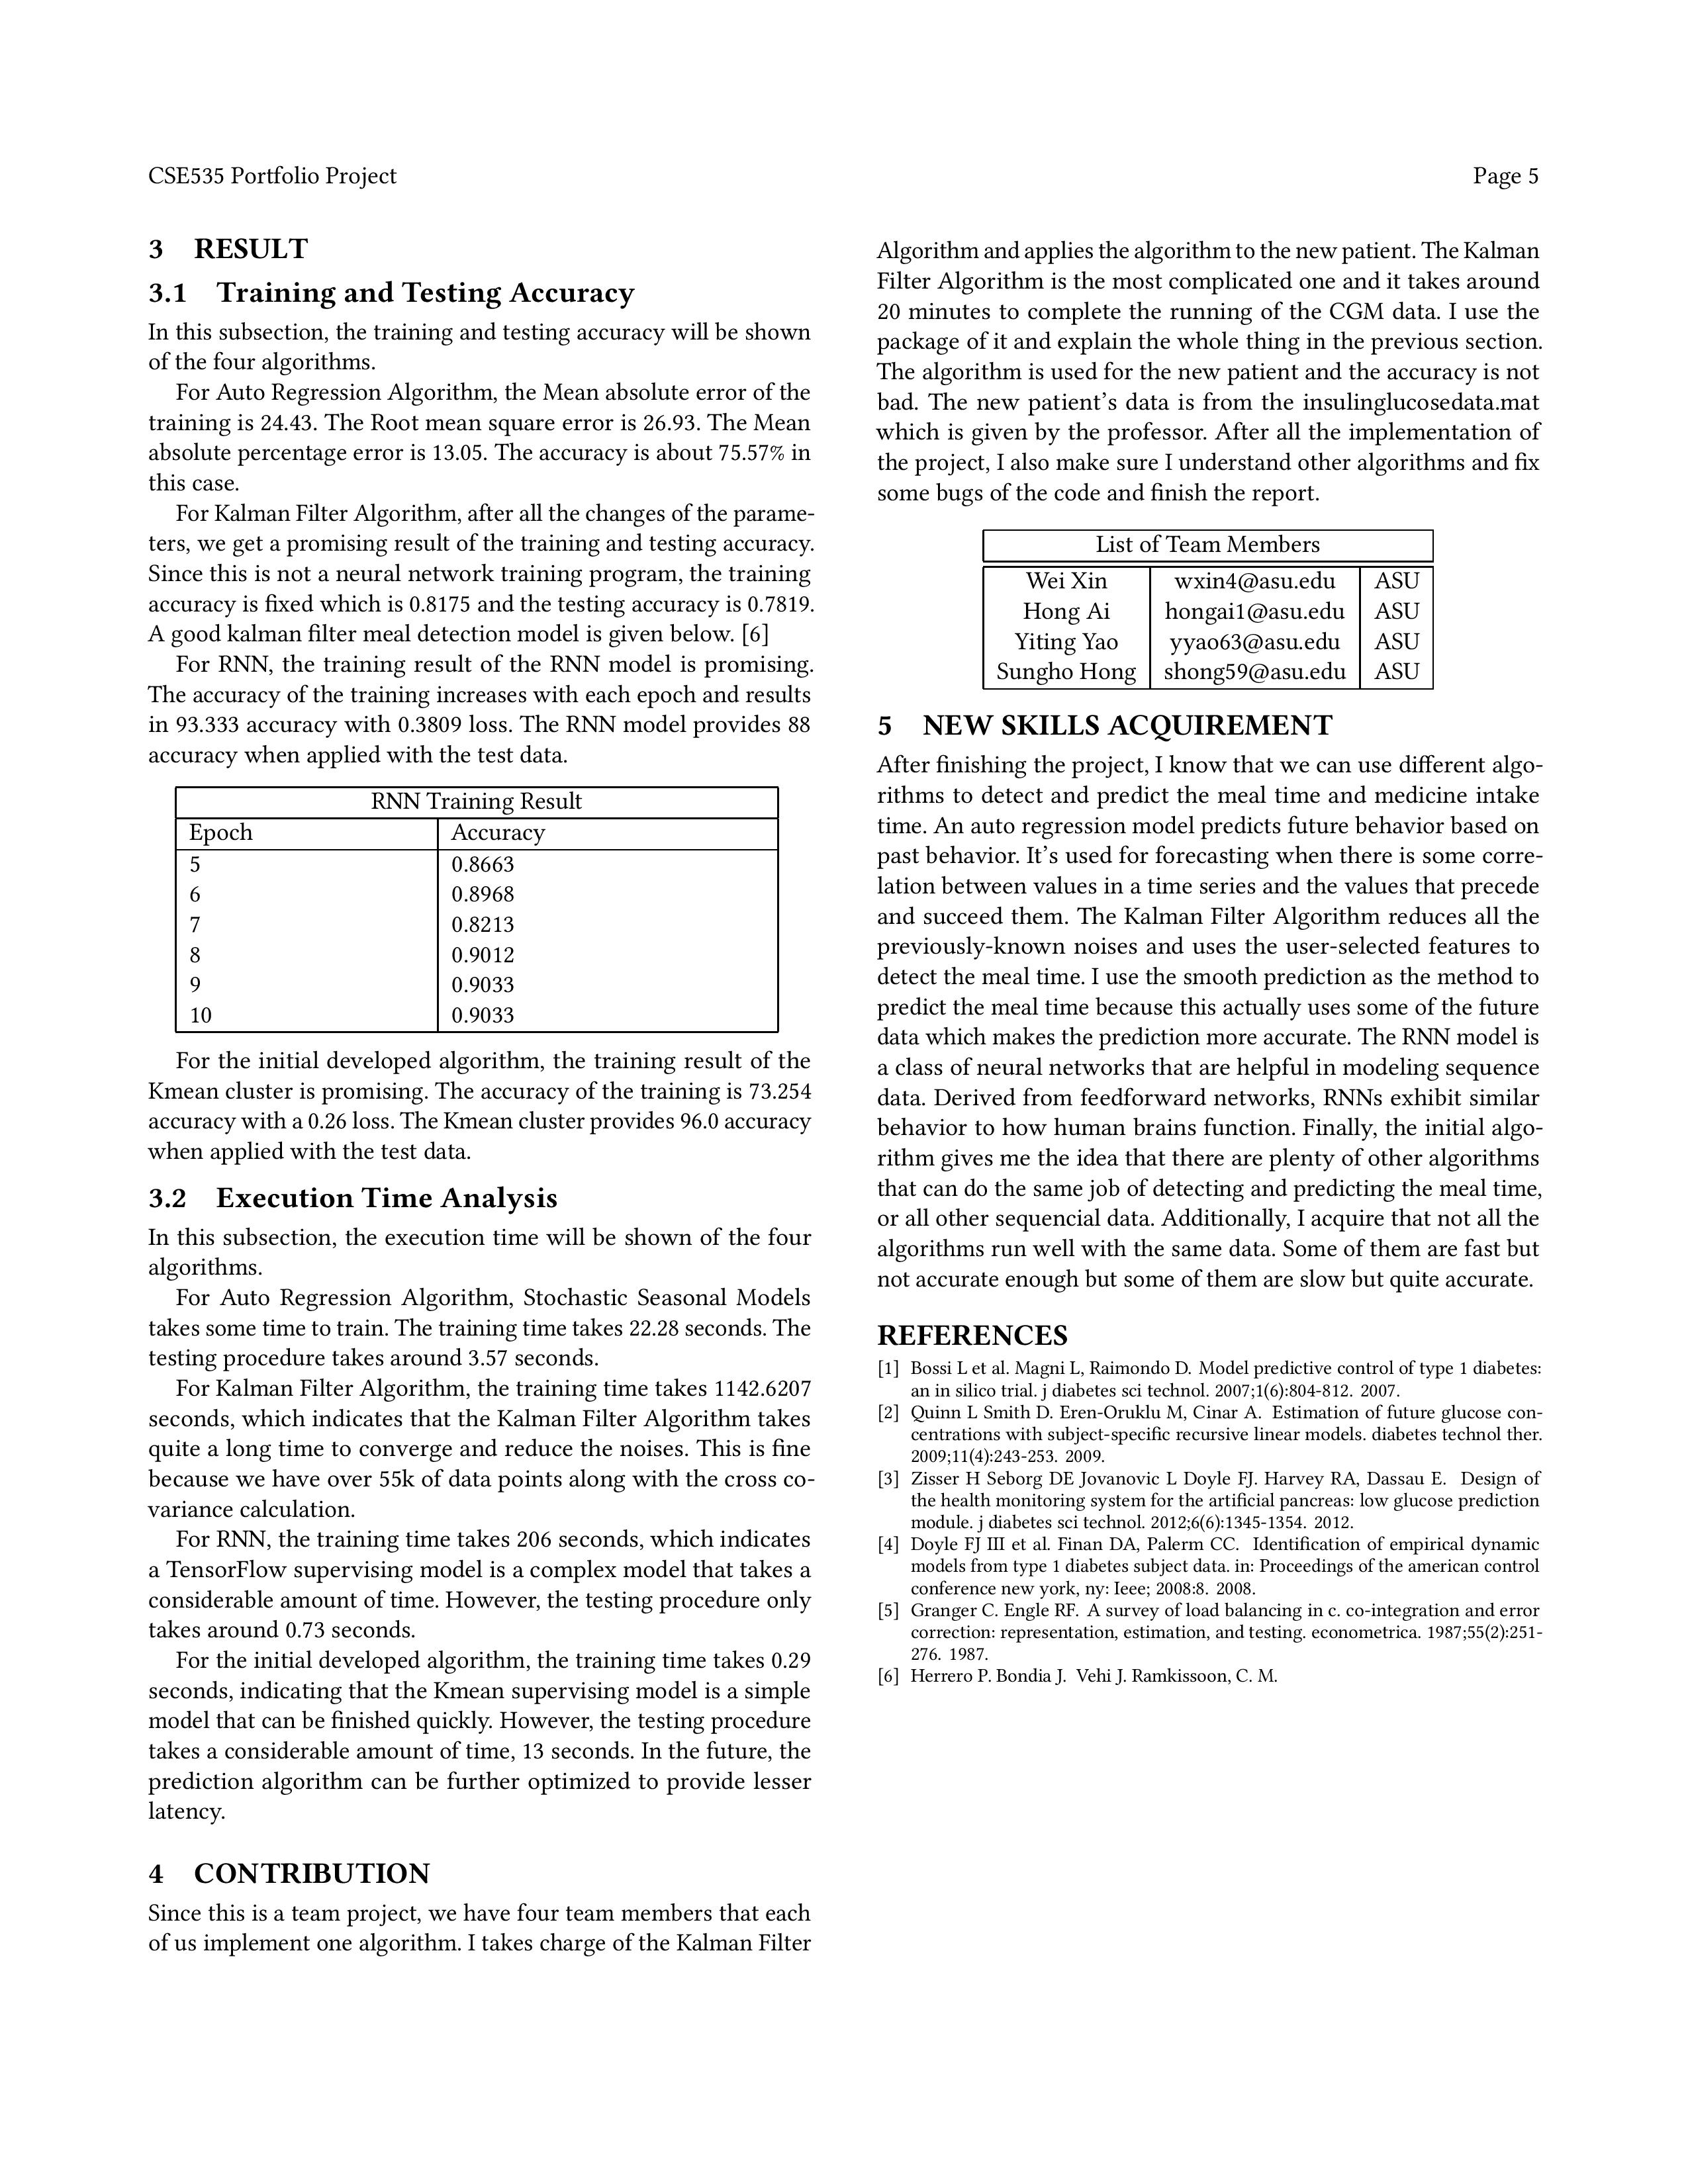 CSE535 Portfolio Project
Page 5
3 RESULT
3.1 Training and Testing Accuracy
In this subsection, the training and testing accuracy will be shown
of the four algorithms.
For Auto Regression Algorithm, the Mean absolute error of the
training is 24.43. The Root mean square error is 26.93. The Mean
absolute percentage error is 13.05. The accuracy is about 75.57% in
this case.
For Kalman Filter Algorithm, after all the changes of the parame-
ters, we get a promising result of the training and testing accuracy.
Since this is not a neural network training program, the training
accuracy is fixed which is 0.8175 and the testing accuracy is 0.7819.
A good kalman filter meal detection model is given below. [6]
For RNN, the training result of the RNN model is promising.
The accuracy of the training increases with each epoch and results
in 93.333 accuracy with 0.3809 loss. The RNN model provides 88
accuracy when applied with the test data.
RNN Training Result
Epoch Accuracy
5 0.8663
6 0.8968
7 0.8213
8 0.9012
9 0.9033
10 0.9033
For the initial developed algorithm, the training result of the
Kmean cluster is promising. The accuracy of the training is 73.254
accuracy with a 0.26 loss. The Kmean cluster provides 96.0 accuracy
when applied with the test data.
3.2 Execution Time Analysis
In this subsection, the execution time will be shown of the four
algorithms.
For Auto Regression Algorithm, Stochastic Seasonal Models
takes some time to train. The training time takes 22.28 seconds. The
testing procedure takes around 3.57 seconds.
For Kalman Filter Algorithm, the training time takes 1142.6207
seconds, which indicates that the Kalman Filter Algorithm takes
quite a long time to converge and reduce the noises. This is fine
because we have over 55k of data points along with the cross co-
variance calculation.
For RNN, the training time takes 206 seconds, which indicates
a TensorFlow supervising model is a complex model that takes a
considerable amount of time. However, the testing procedure only
takes around 0.73 seconds.
For the initial developed algorithm, the training time takes 0.29
seconds, indicating that the Kmean supervising model is a simple
model that can be finished quickly. However, the testing procedure
takes a considerable amount of time, 13 seconds. In the future, the
prediction algorithm can be further optimized to provide lesser
latency.
4 CONTRIBUTION
Since this is a team project, we have four team members that each
of us implement one algorithm. I takes charge of the Kalman Filter
Algorithm and applies the algorithm to the new patient. The Kalman
Filter Algorithm is the most complicated one and it takes around
20 minutes to complete the running of the CGM data. I use the
package of it and explain the whole thing in the previous section.
The algorithm is used for the new patient and the accuracy is not
bad. The new patient's data is from the insulinglucosedata.mat
which is given by the professor. After all the implementation of
the project, I also make sure I understand other algorithms and fix
some bugs of the code and finish the report.
List of Team Members
Wei Xin wxin4@asu.edu ASU
Hong Ai hongai1@asu.edu ASU
Yiting Yao yyao63@asu.edu ASU
Sungho Hong shong59@asu.edu ASU
5 NEW SKILLS ACQUIREMENT
After finishing the project, I know that we can use different algo-
rithms to detect and predict the meal time and medicine intake
time. An auto regression model predicts future behavior based on
past behavior. It's used for forecasting when there is some corre-
lation between values in a time series and the values that precede
and succeed them. The Kalman Filter Algorithm reduces all the
previously-known noises and uses the user-selected features to
detect the meal time. I use the smooth prediction as the method to
predict the meal time because this actually uses some of the future
data which makes the prediction more accurate. The RNN model is
a class of neural networks that are helpful in modeling sequence
data. Derived from feedforward networks, RNNs exhibit similar
behavior to how human brains function. Finally, the initial algo-
rithm gives me the idea that there are plenty of other algorithms
that can do the same job of detecting and predicting the meal time,
or all other sequencial data. Additionally, I acquire that not all the
algorithms run well with the same data. Some of them are fast but
not accurate enough but some of them are slow but quite accurate.
REFERENCES
[1] Bossi L et al. Magni L, Raimondo D. Model predictive control of type 1 diabetes:
an in silico trial. j diabetes sci technol. 2007;1(6):804-812. 2007.
[2] Quinn L Smith D. Eren-Oruklu M, Cinar A. Estimation of future glucose con-
centrations with subject-specific recursive linear models. diabetes technol ther.
2009;11(4):243-253. 2009.
[3] Zisser H Seborg DE Jovanovic L Doyle FJ. Harvey RA, Dassau E. Design of
the health monitoring system for the artificial pancreas: low glucose prediction
module. j diabetes sci technol. 2012;6(6):1345-1354. 2012.
[4] Doyle FJ III et al. Finan DA, Palerm CC. Identification of empirical dynamic
models from type 1 diabetes subject data. in: Proceedings of the american control
conference new york, ny: Ieee; 2008:8. 2008.
[5] Granger C. Engle RF. A survey of load balancing in c. co-integration and error
correction: representation, estimation, and testing. econometrica. 1987;55(2):251-
276. 1987.
[6] Herrero P. Bondia J. Vehi J. Ramkissoon, C. M.